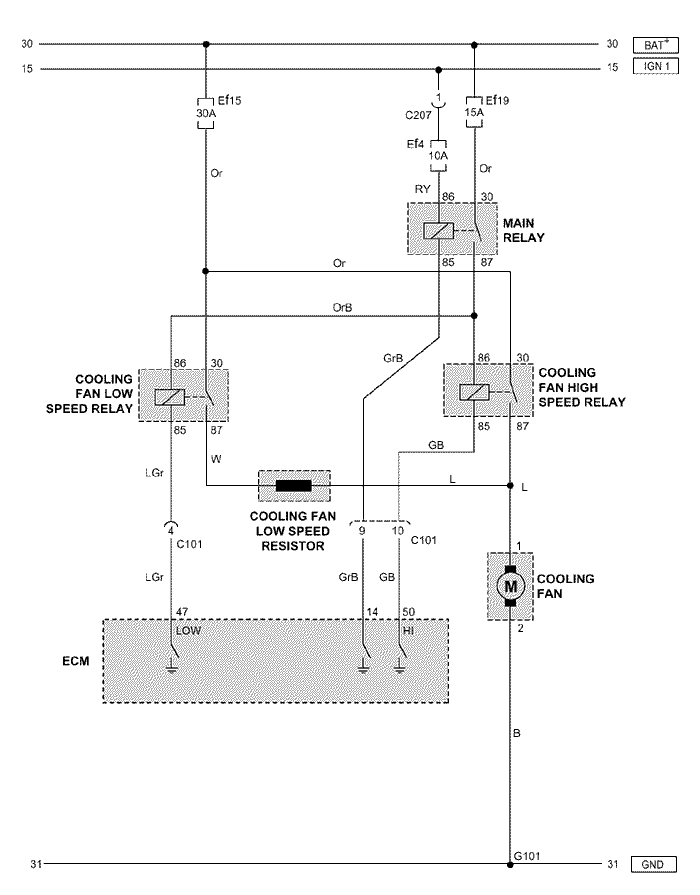 30 30 BAT+
15 15 IGN 1
Ef15
30A
1
C207
Ef19
15A
Ef4
10A
Or
Or
RY
86 30
MAIN
RELAY
85 87
Or
OrB
GrB
86 30
COOLING
FAN LOW
SPEED RELAY
85 87
86 30
COOLING
FAN HIGH
SPEED RELAY
85 87
GB
W
LGr
L
L
COOLING FAN
LOW SPEED
RESISTOR
4
C101
9 10
C101
1
M
COOLING
FAN
2
LGr
GrB
GB
47
LOW
14
50
HI
ECM
B
G101
31 31 GND